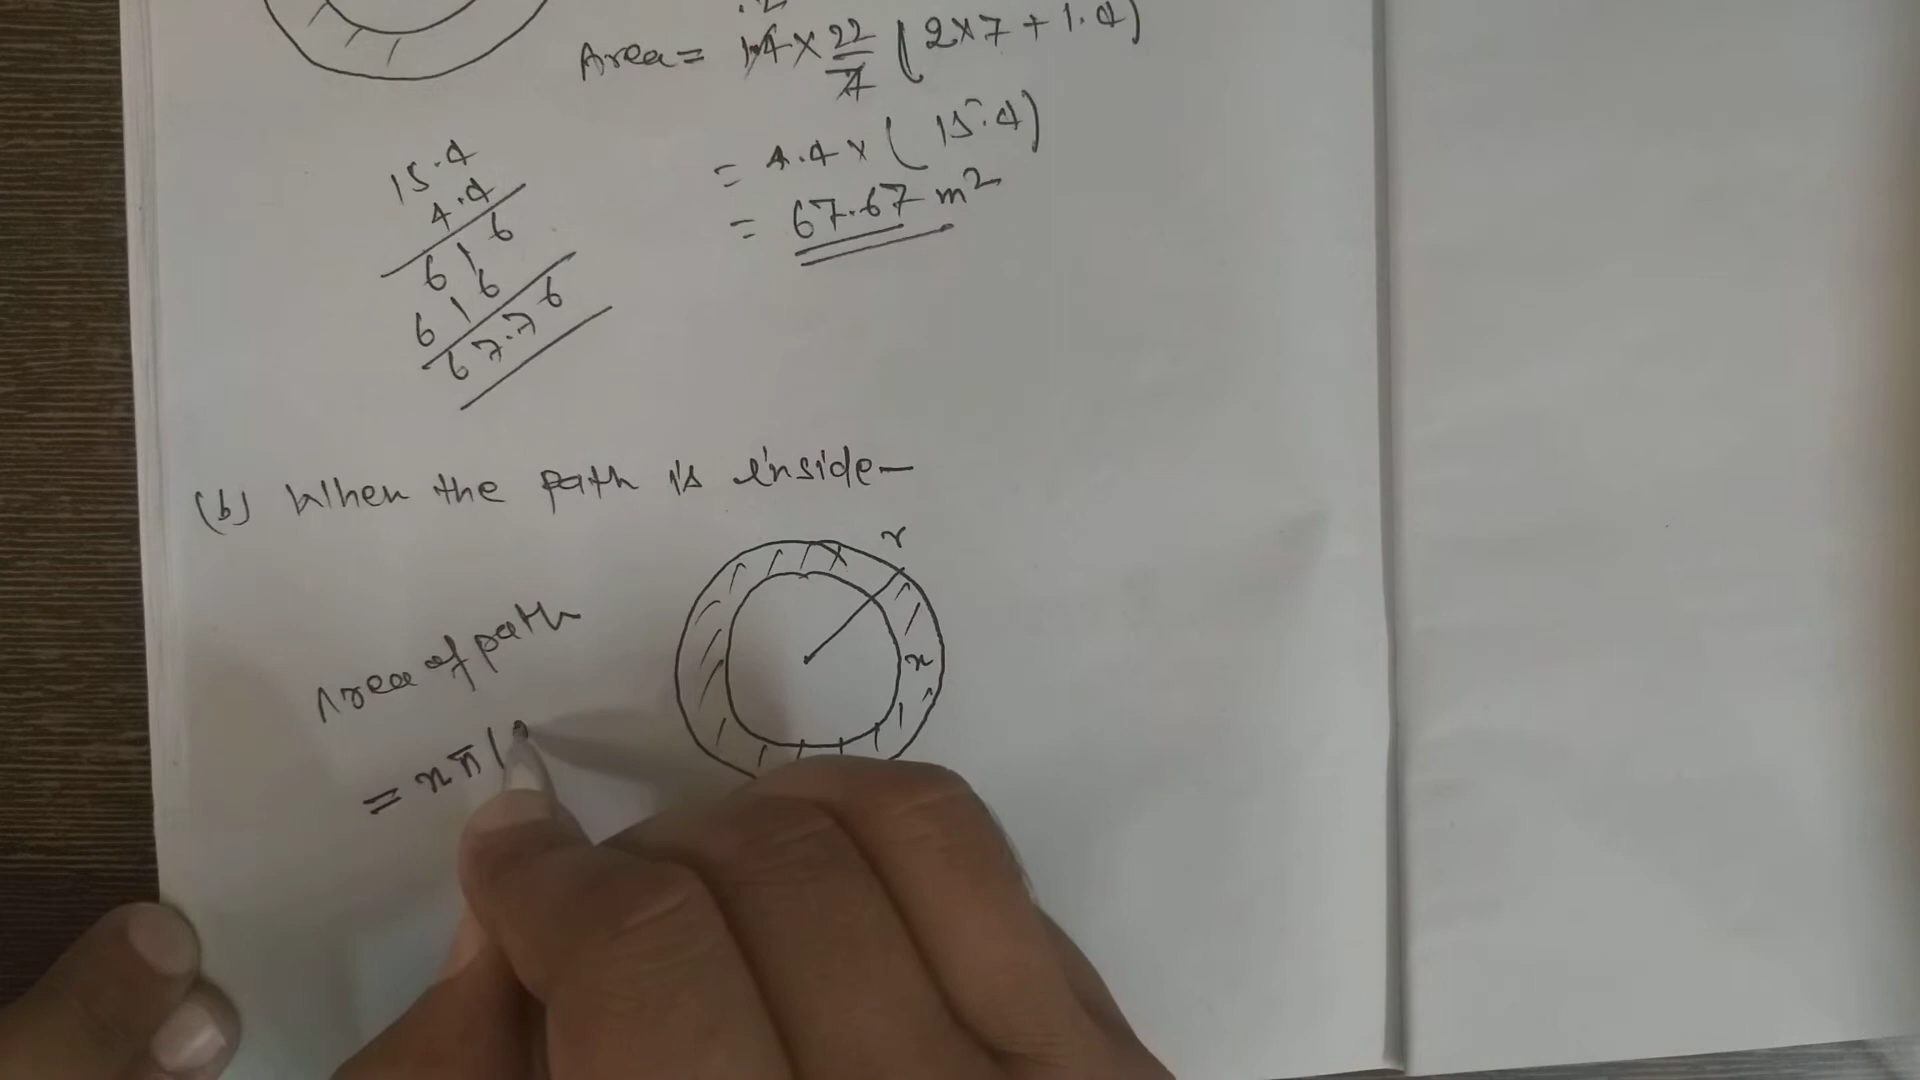 .2
Area = 1.4 × 22/7 (2×7 + 1.4)
= 4.4 × (15.4)
= 67.67 m²
15.4
4.4
616
616
67.76
(b) When the path is inside—
r
x
Area of path
= xπ(